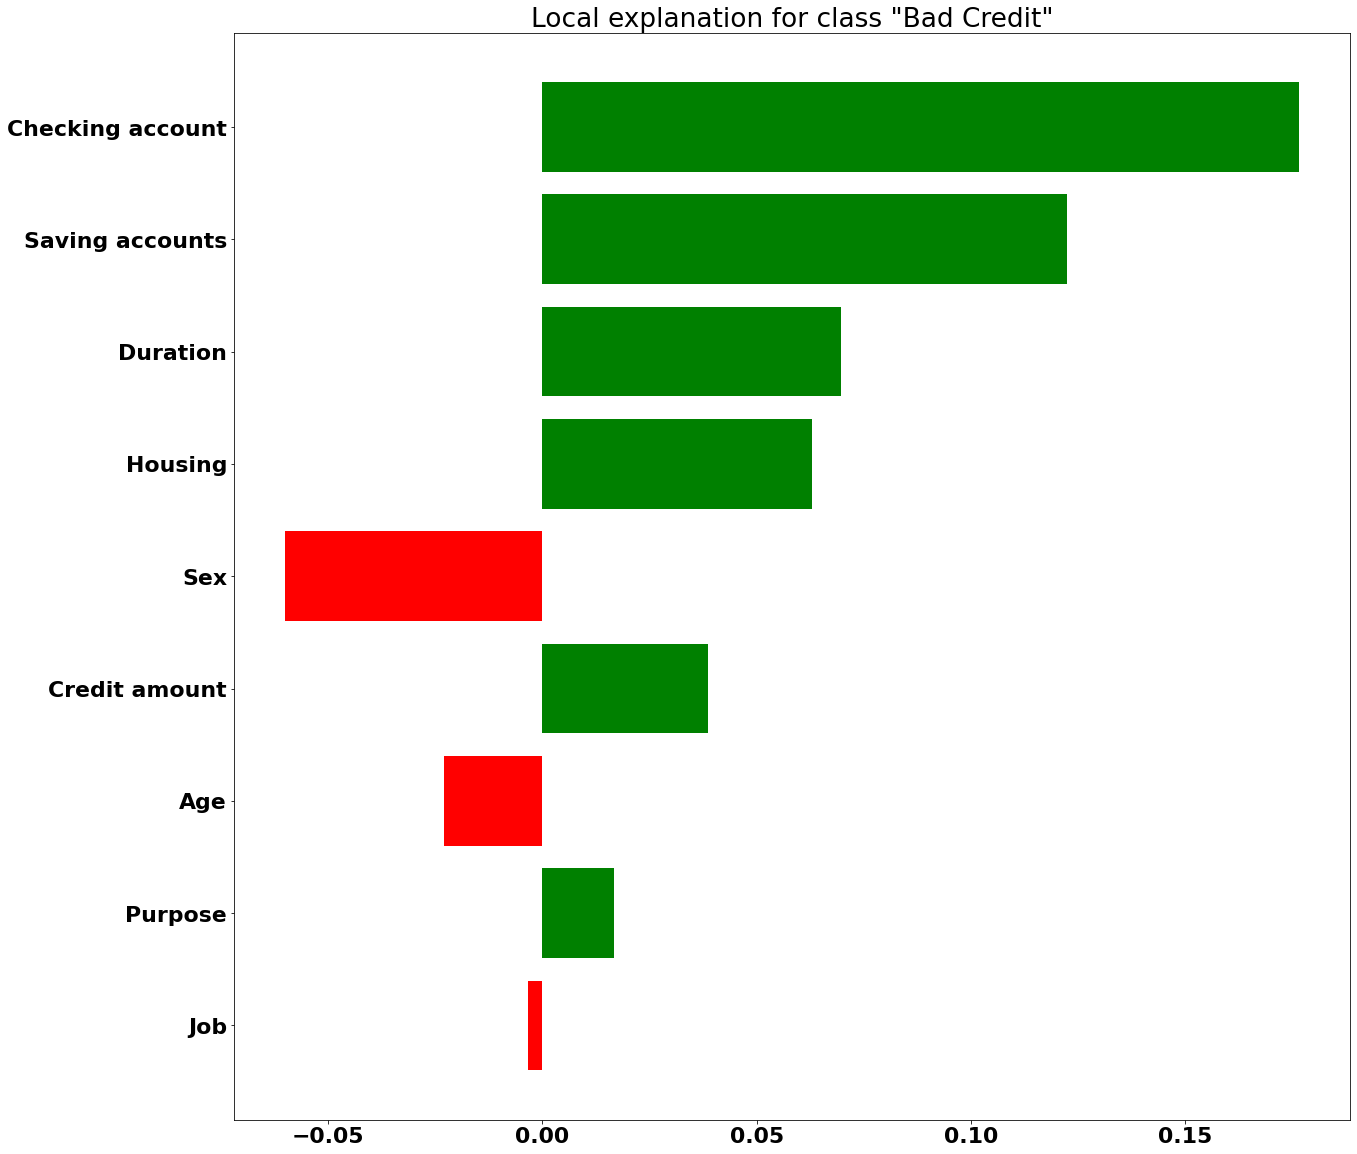 Local explanation for class "Bad Credit"
Checking account
Saving accounts
Duration
Housing
Sex
Credit amount
Age
Purpose
Job
−0.05 0.00 0.05 0.10 0.15